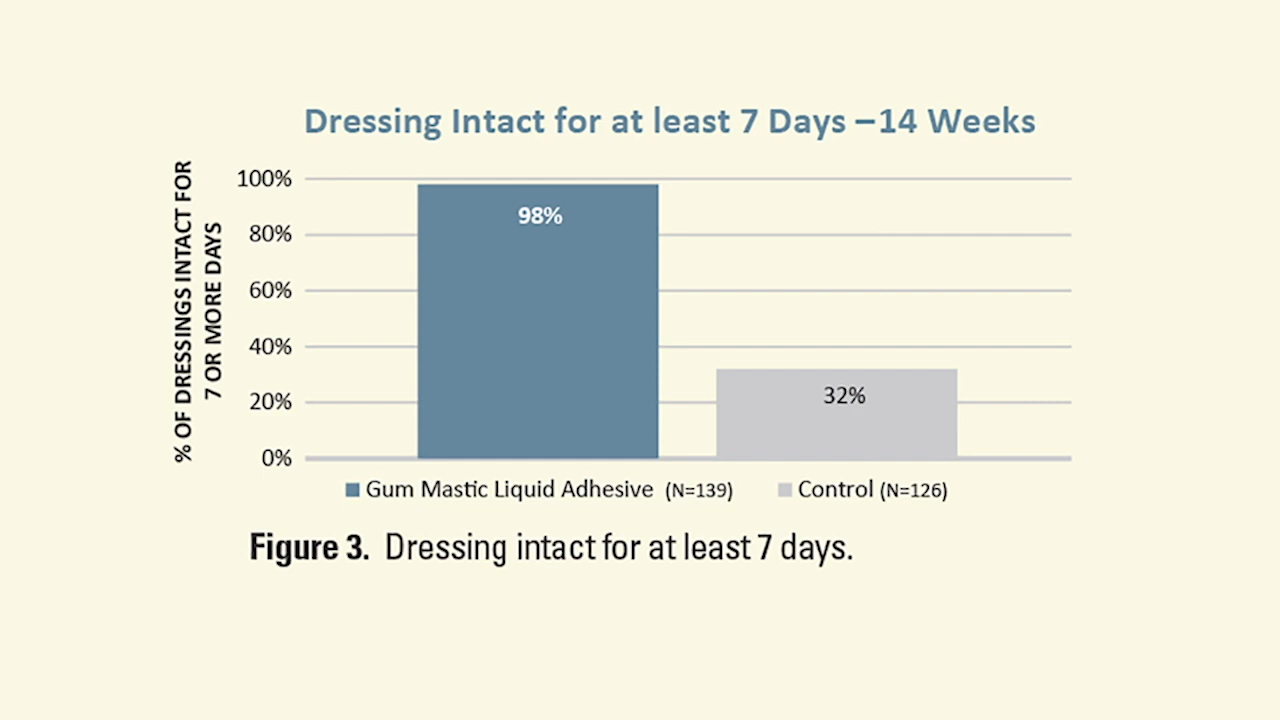 Dressing Intact for at least 7 Days –14 Weeks
% OF DRESSINGS INTACT FOR
7 OR MORE DAYS
100%
80%
60%
40%
20%
0%
98%
32%
Gum Mastic Liquid Adhesive (N=139)
Control (N=126)
Figure 3. Dressing intact for at least 7 days.